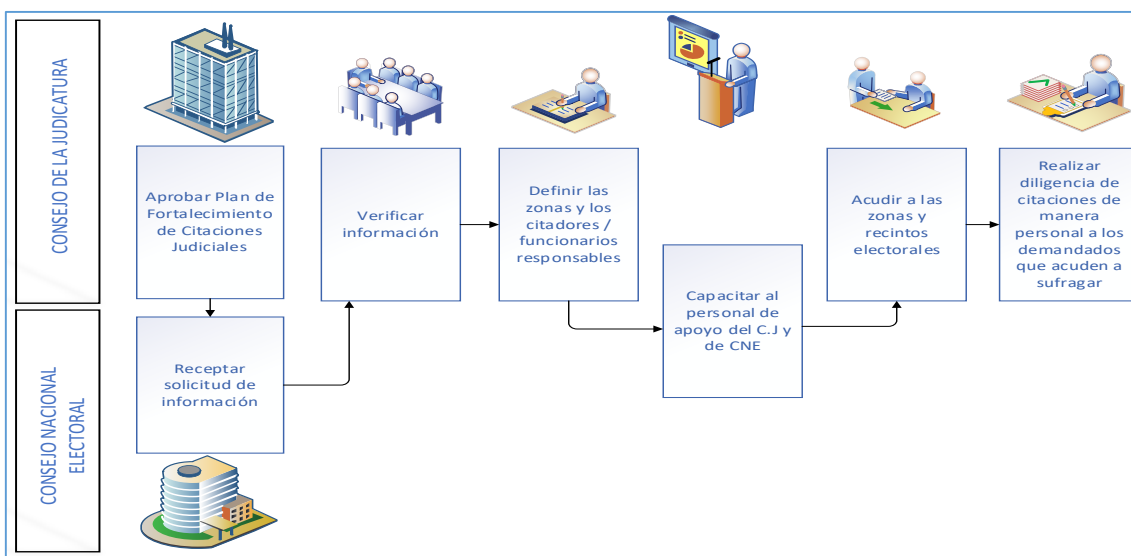 CONSEJO DE LA JUDICATURA
Aprobar Plan de
Fortalecimiento
de Citaciones
Judiciales
Verificar
información
Definir las
zonas y los
citadores /
funcionarios
responsables
Acudir a las
zonas y
recintos
electorales
Realizar
diligencia de
citaciones de
manera
personal a los
demandados
que acuden a
sufragar
CONSEJO NACIONAL
ELECTORAL
Receptar
solicitud de
información
Capacitar al
personal de
apoyo del C.J y
de CNE